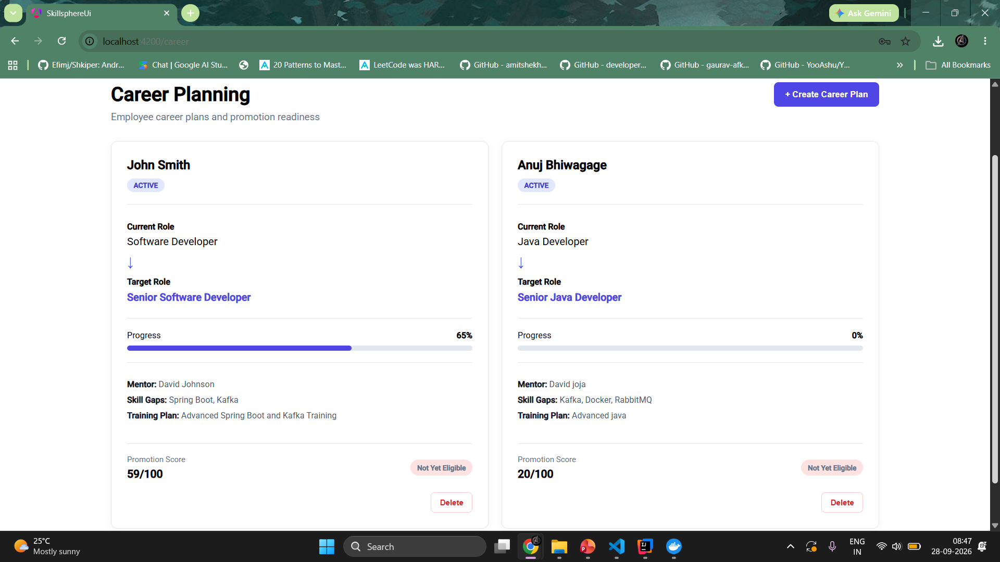 SkillsphereUi
Ask Gemini
localhost:4200/career
Efimj/Shkiper: Andr...
Chat | Google AI Stu...
20 Patterns to Mast...
LeetCode was HAR...
GitHub - amitshekh...
GitHub - developer...
GitHub - gaurav-afk...
GitHub - YooAshu/Y...
All Bookmarks
Career Planning
+ Create Career Plan
Employee career plans and promotion readiness
John Smith
ACTIVE
Current Role
Software Developer
↓
Target Role
Senior Software Developer
Progress 65%
Mentor: David Johnson
Skill Gaps: Spring Boot, Kafka
Training Plan: Advanced Spring Boot and Kafka Training
Promotion Score
59/100
Not Yet Eligible
Delete
Anuj Bhiwagage
ACTIVE
Current Role
Java Developer
↓
Target Role
Senior Java Developer
Progress 0%
Mentor: David joja
Skill Gaps: Kafka, Docker, RabbitMQ
Training Plan: Advanced java
Promotion Score
20/100
Not Yet Eligible
Delete
25°C
Mostly sunny
Search
ENG
IN
08:47
28-09-2026